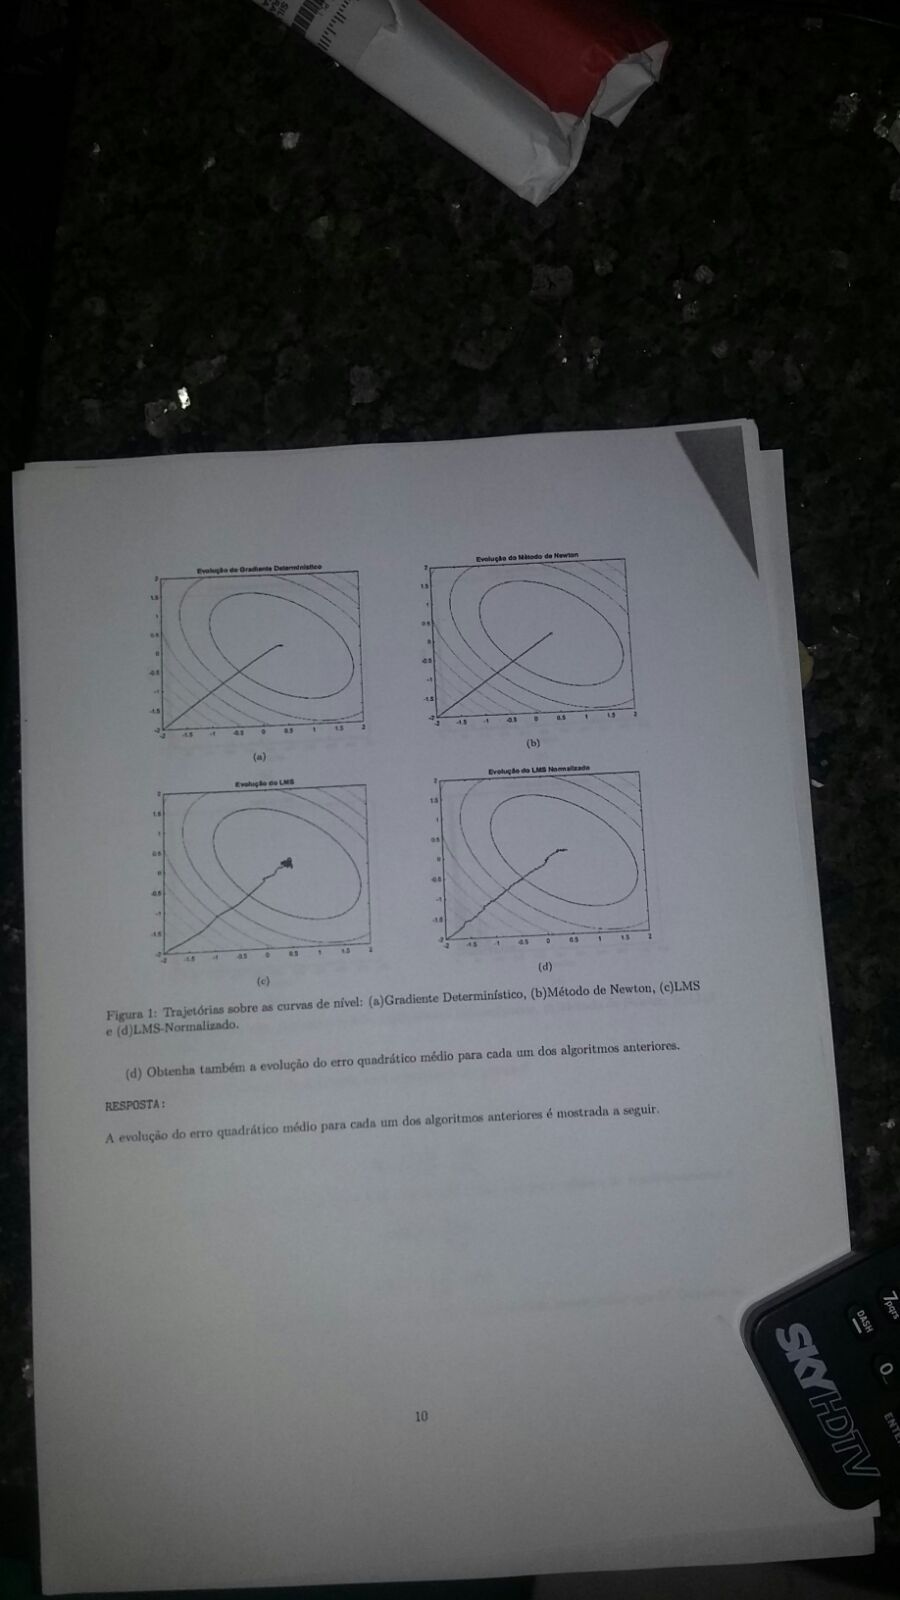 Evolução do Gradiente Determinístico
Evolução do Método de Newton
2
1.5
1
0.5
0
-0.5
-1
-1.5
-2
-2 -1.5 -1 -0.5 0 0.5 1 1.5 2
2
1.5
1
0.5
0
-0.5
-1
-1.5
-2
-2 -1.5 -1 -0.5 0 0.5 1 1.5 2
(a)
(b)
Evolução do LMS
Evolução do LMS Normalizado
2
1.5
1
0.5
0
-0.5
-1
-1.5
-2
-2 -1.5 -1 -0.5 0 0.5 1 1.5 2
2
1.5
1
0.5
0
-0.5
-1
-1.5
-2
-2 -1.5 -1 -0.5 0 0.5 1 1.5 2
(c)
(d)
Figura 1: Trajetórias sobre as curvas de nível: (a)Gradiente Determinístico, (b)Método de Newton, (c)LMS
e (d)LMS-Normalizado.
(d) Obtenha também a evolução do erro quadrático médio para cada um dos algoritmos anteriores.
RESPOSTA:
A evolução do erro quadrático médio para cada um dos algoritmos anteriores é mostrada a seguir.
10
7pqrs
DASH
0
SKY HDTV